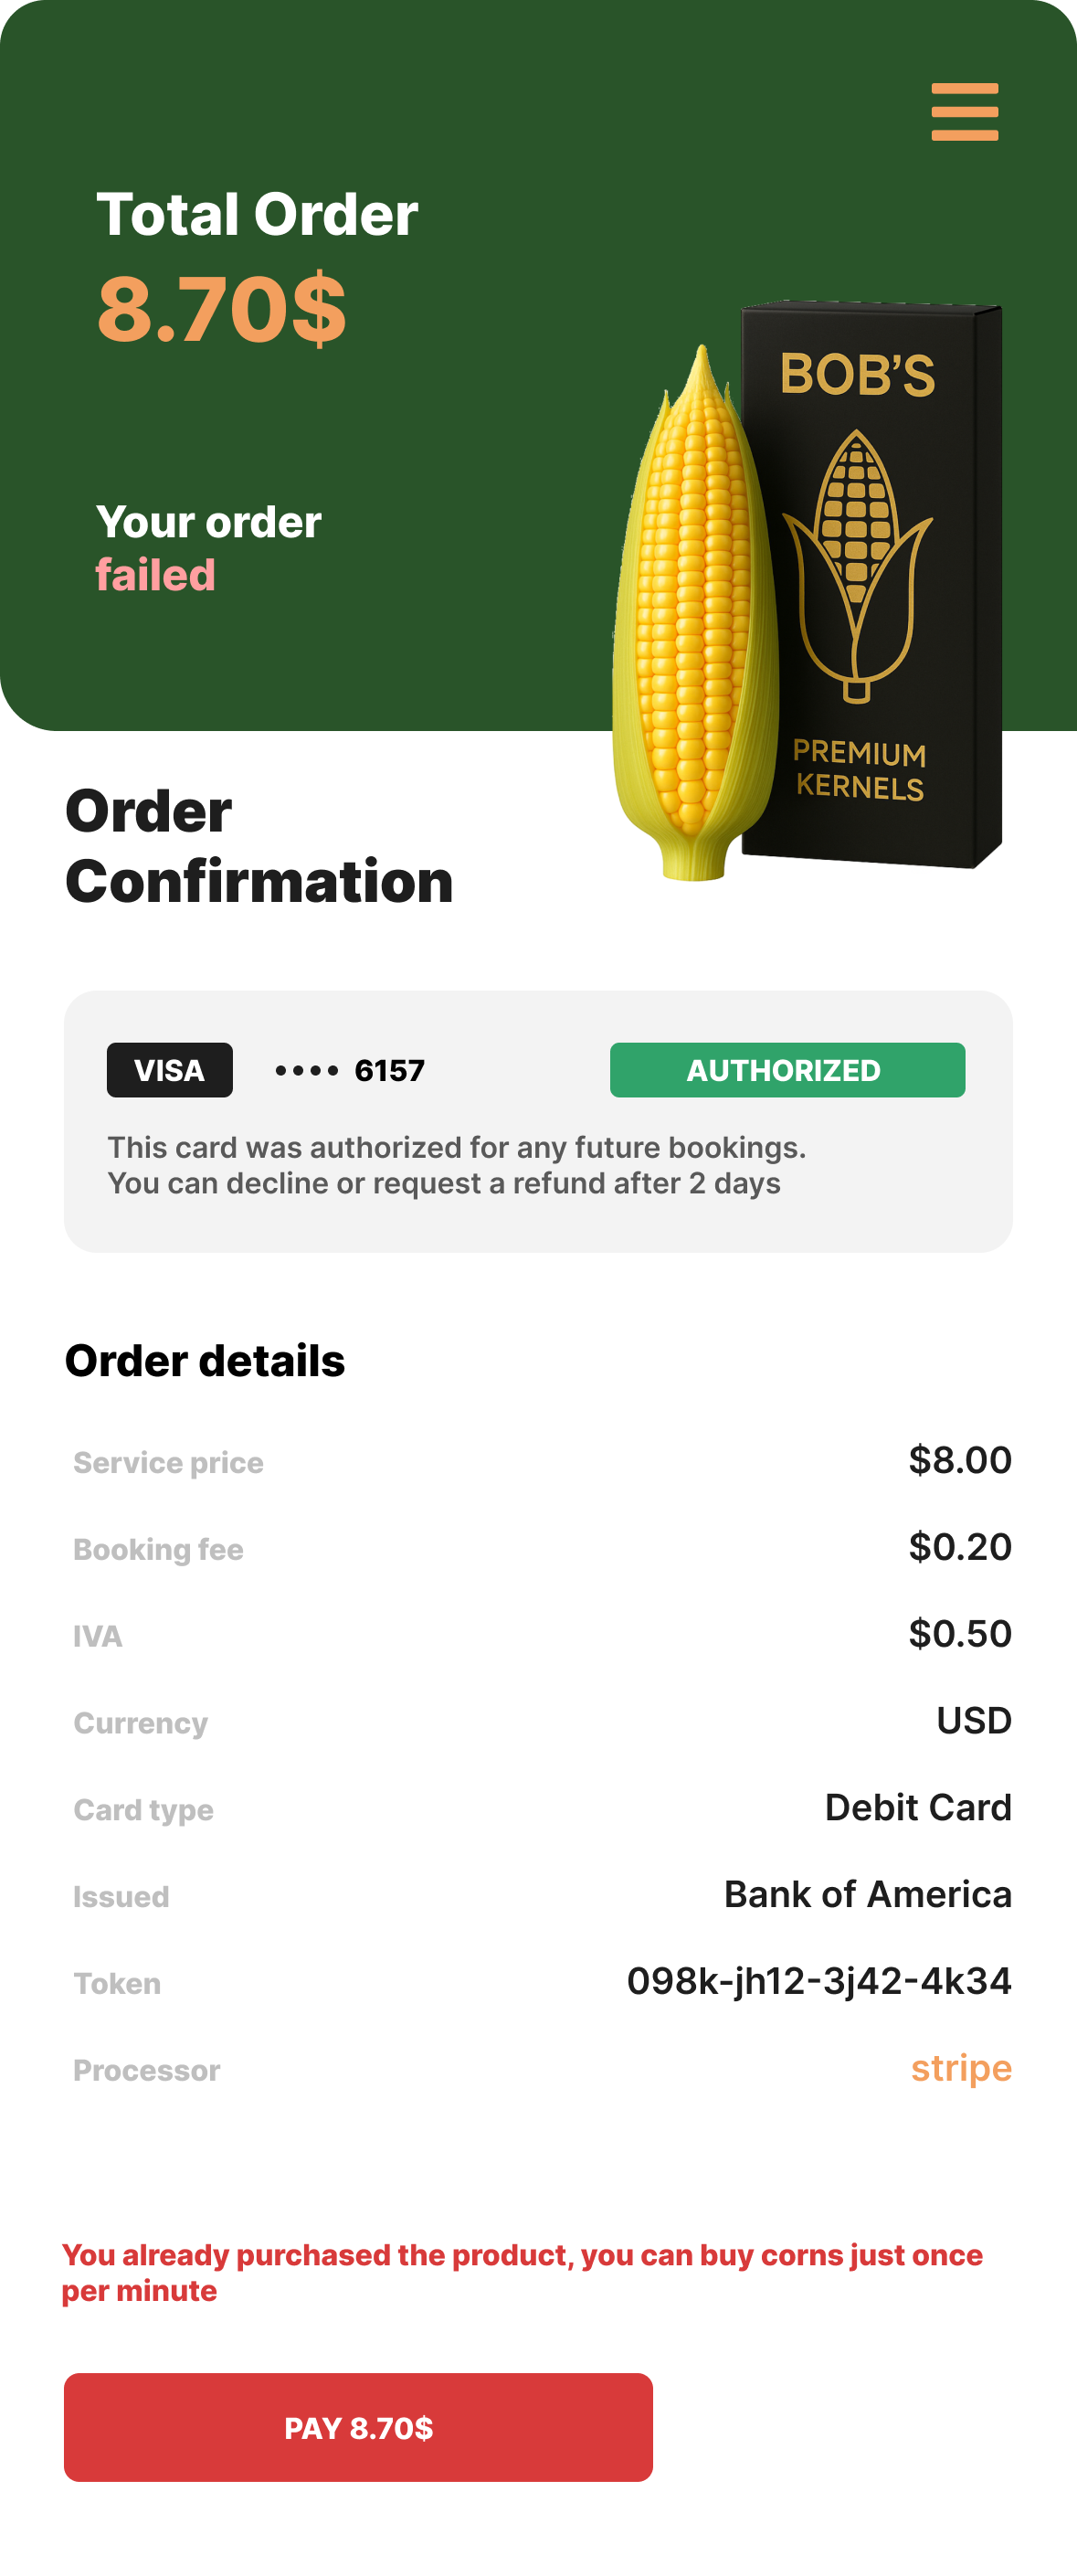 Total Order
8.70$
BOB'S
PREMIUM
KERNELS
Your order
failed
Order
Confirmation
VISA
•••• 6157
AUTHORIZED
This card was authorized for any future bookings.
You can decline or request a refund after 2 days
Order details
Service price $8.00
Booking fee $0.20
IVA $0.50
Currency USD
Card type Debit Card
Issued Bank of America
Token 098k-jh12-3j42-4k34
Processor stripe
You already purchased the product, you can buy corns just once
per minute
PAY 8.70$